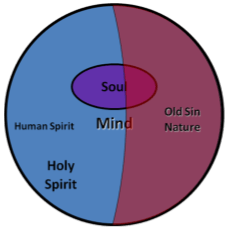 Soul
Mind
Human Spirit
Old Sin
Nature
Holy
Spirit